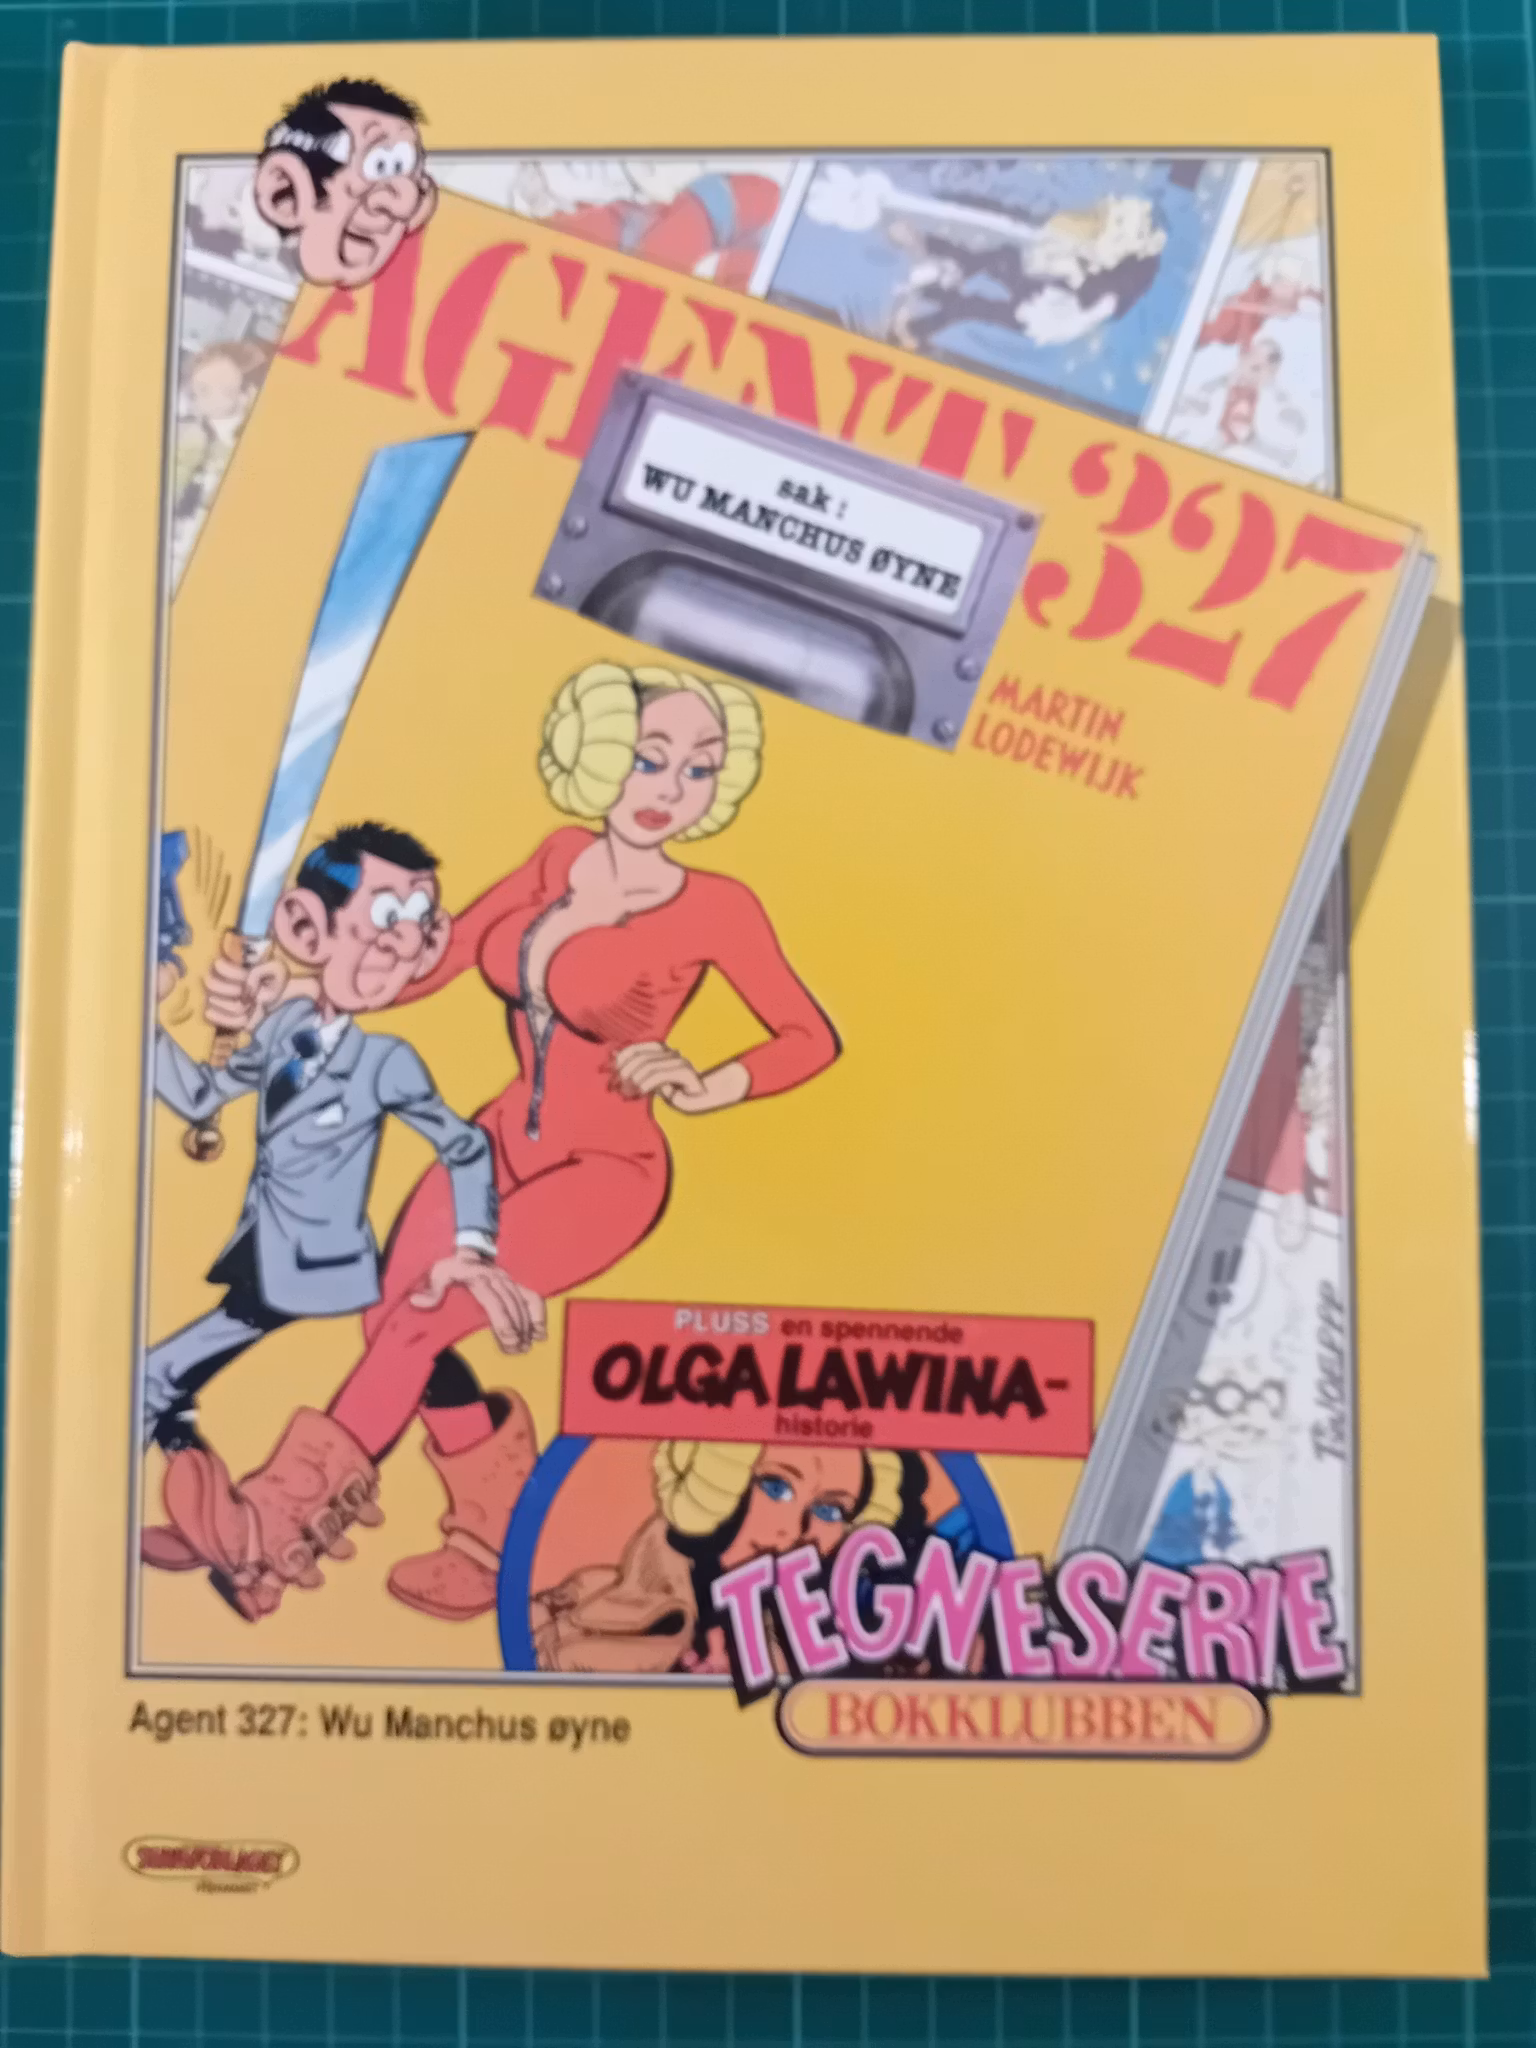 AGENT 327
sak :
WU MANCHUS ØYNE
MARTIN
LODEWIJK
PLUSS en spennende
OLGA LAWINA-
historie
TEGNESERIE
BOKKLUBBEN
Agent 327: Wu Manchus øyne